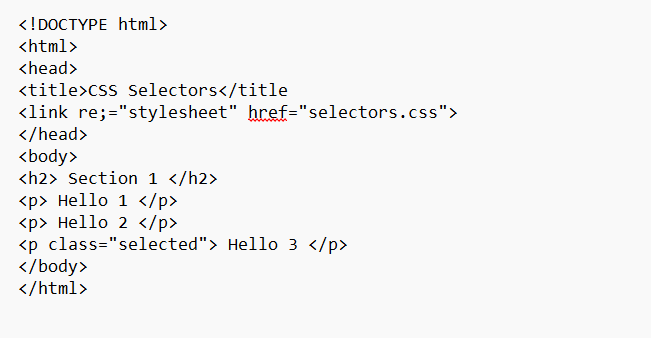 <!DOCTYPE html>
<html>
<head>
<title>CSS Selectors</title
<link re;="stylesheet" href="selectors.css">
</head>
<body>
<h2> Section 1 </h2>
<p> Hello 1 </p>
<p> Hello 2 </p>
<p class="selected"> Hello 3 </p>
</body>
</html>